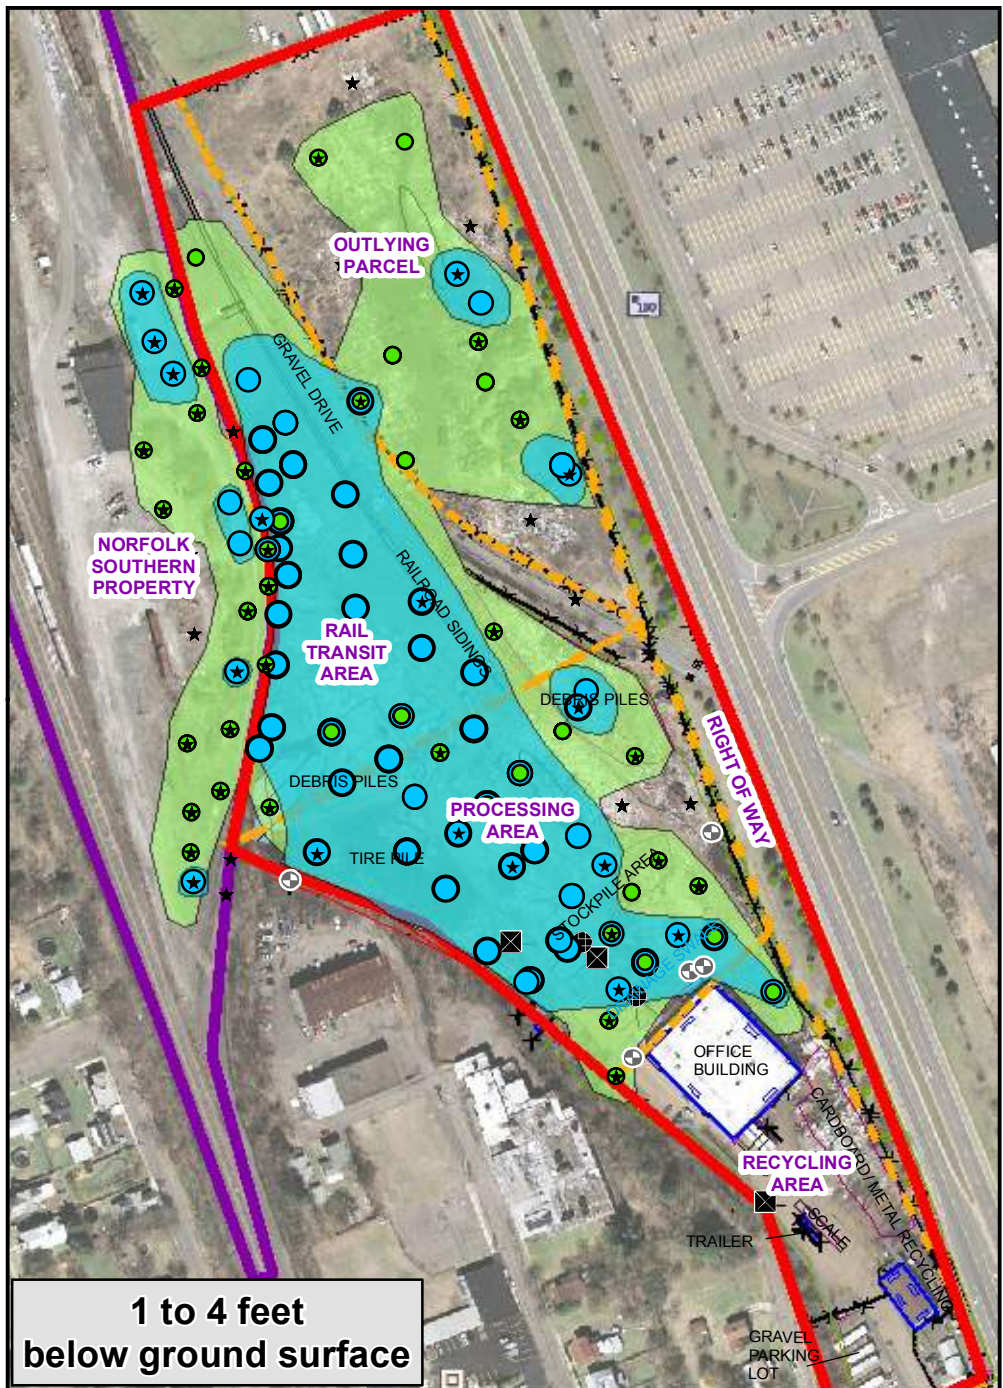 OUTLYING
PARCEL
GRAVEL DRIVE
NORFOLK
SOUTHERN
PROPERTY
RAILROAD SIDINGS
RAIL
TRANSIT
AREA
DEBRIS PILES
RIGHT OF WAY
DEBRIS PILES
PROCESSING
AREA
TIRE PILE
STOCKPILE AREA
OFFICE
BUILDING
CARDBOARD/ METAL RECYCLING
RECYCLING
AREA
SCALE
TRAILER
GRAVEL
PARKING
LOT
1 to 4 feet
below ground surface